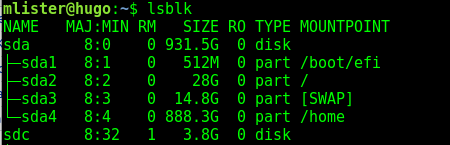 mlister@hugo:~$ lsblk
NAME   MAJ:MIN RM   SIZE RO TYPE MOUNTPOINT
sda      8:0    0 931.5G  0 disk
├─sda1   8:1    0   512M  0 part /boot/efi
├─sda2   8:2    0    28G  0 part /
├─sda3   8:3    0  14.8G  0 part [SWAP]
└─sda4   8:4    0 888.3G  0 part /home
sdc      8:32   1   3.8G  0 disk